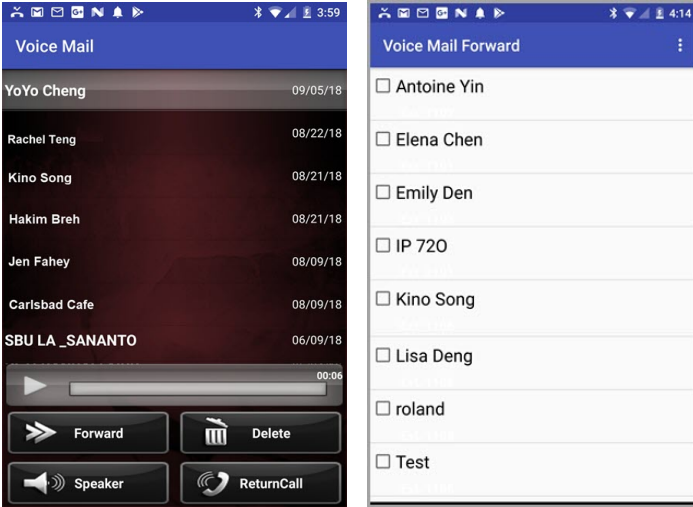 3:59
Voice Mail
YoYo Cheng 09/05/18
Rachel Teng 08/22/18
Kino Song 08/21/18
Hakim Breh 08/21/18
Jen Fahey 08/09/18
Carlsbad Cafe 08/09/18
SBU LA _SANANTO 06/09/18
00:06
Forward Delete
Speaker ReturnCall
4:14
Voice Mail Forward
Antoine Yin
Elena Chen
Emily Den
IP 72O
Kino Song
Lisa Deng
roland
Test